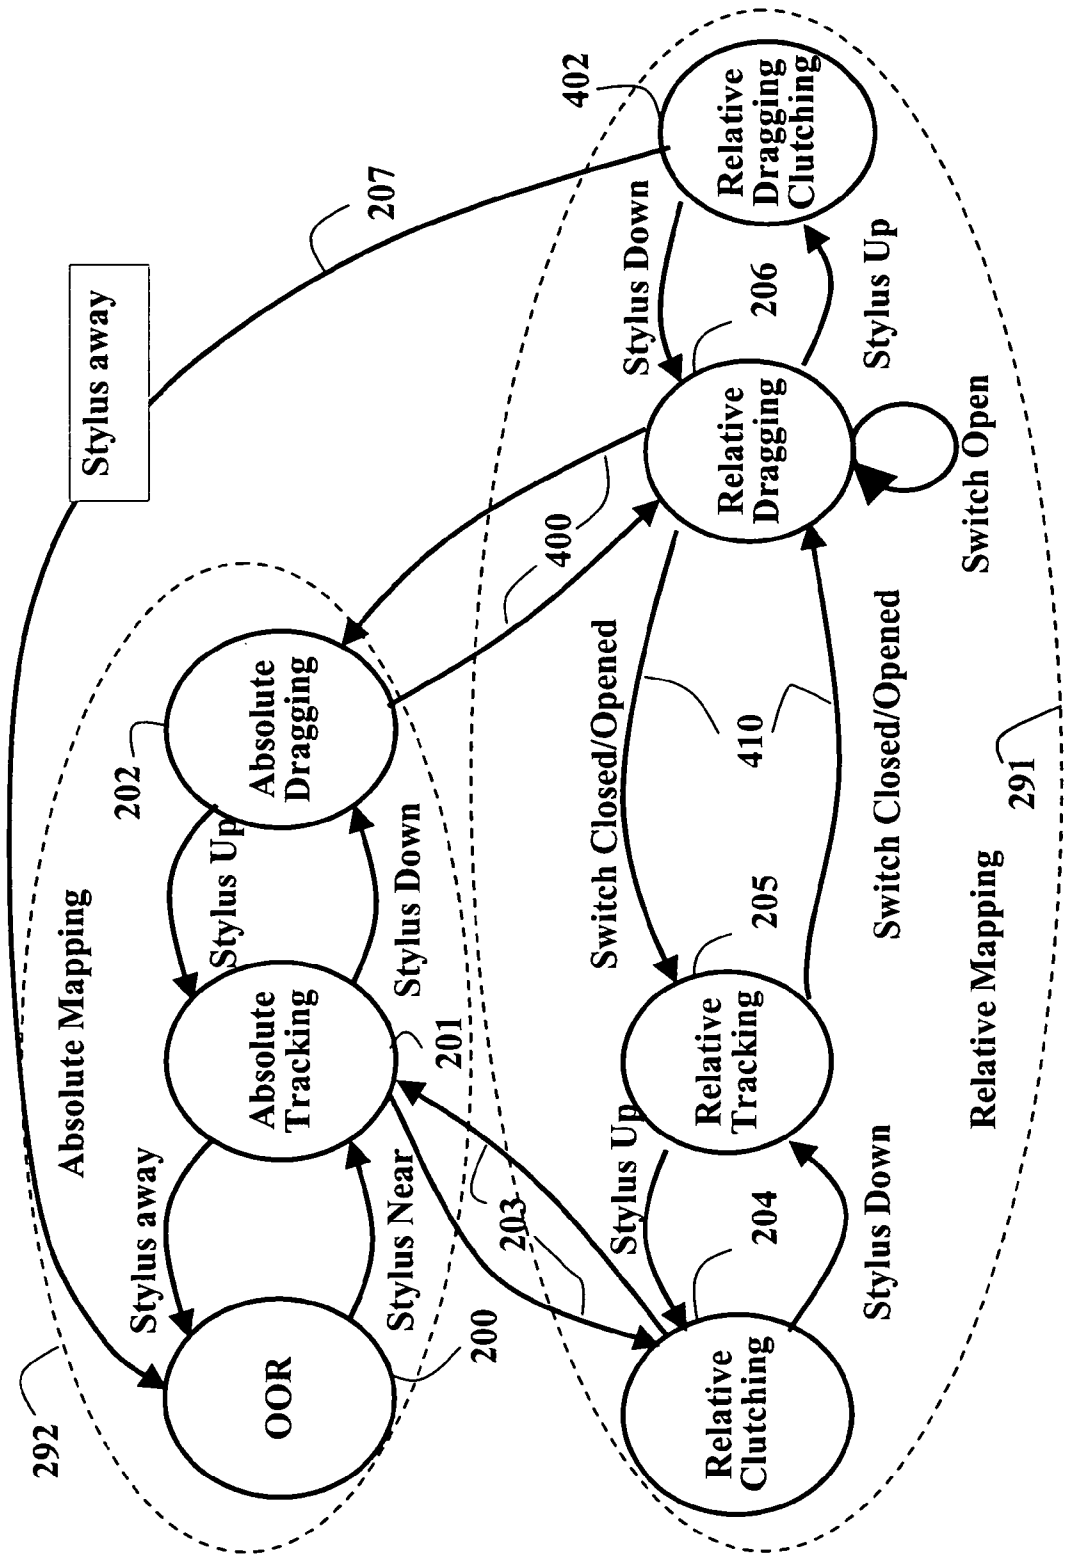 292
Absolute Mapping
Stylus away
OOR
200
Stylus away
Stylus Near
Absolute
Tracking
201
Stylus Up
Stylus Down
Absolute
Dragging
202
207
203
400
Relative
Clutching
204
Stylus Up
Stylus Down
Relative
Tracking
205
Switch Closed/Opened
410
Switch Closed/Opened
Relative
Dragging
206
Switch Open
Stylus Down
Stylus Up
Relative
Dragging
Clutching
402
Relative Mapping
291